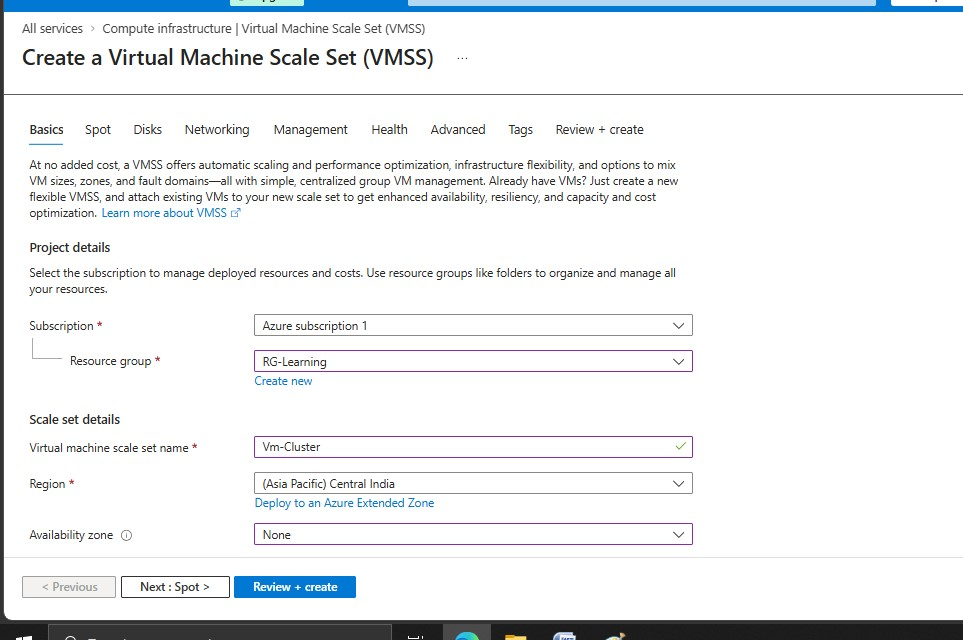 All services > Compute infrastructure | Virtual Machine Scale Set (VMSS)
Create a Virtual Machine Scale Set (VMSS) ...
Basics Spot Disks Networking Management Health Advanced Tags Review + create
At no added cost, a VMSS offers automatic scaling and performance optimization, infrastructure flexibility, and options to mix
VM sizes, zones, and fault domains—all with simple, centralized group VM management. Already have VMs? Just create a new
flexible VMSS, and attach existing VMs to your new scale set to get enhanced availability, resiliency, and capacity and cost
optimization. Learn more about VMSS
Project details
Select the subscription to manage deployed resources and costs. Use resource groups like folders to organize and manage all
your resources.
Subscription * Azure subscription 1
Resource group * RG-Learning
Create new
Scale set details
Virtual machine scale set name * Vm-Cluster
Region * (Asia Pacific) Central India
Deploy to an Azure Extended Zone
Availability zone None
< Previous Next : Spot > Review + create